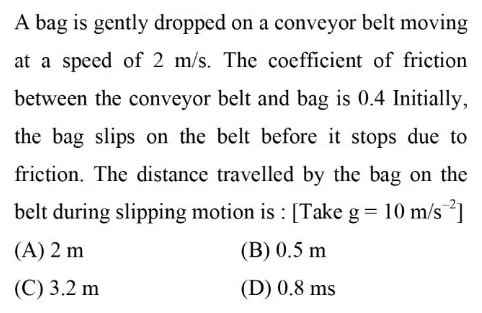 A bag is gently dropped on a conveyor belt moving
at a speed of 2 m/s. The coefficient of friction
between the conveyor belt and bag is 0.4 Initially,
the bag slips on the belt before it stops due to
friction. The distance travelled by the bag on the
belt during slipping motion is : [Take g = 10 m/s⁻²]
(A) 2 m (B) 0.5 m
(C) 3.2 m (D) 0.8 ms